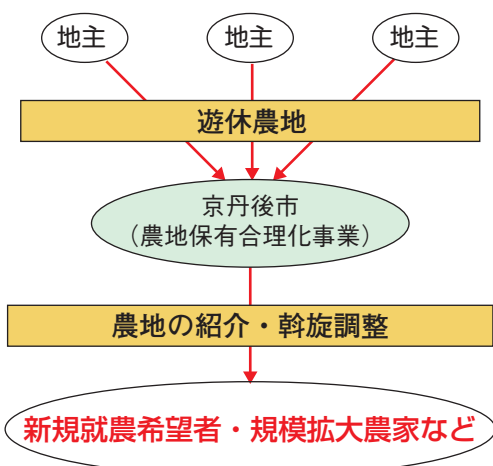 地主 地主 地主
遊休農地
京丹後市
（農地保有合理化事業）
農地の紹介・斡旋調整
新規就農希望者・規模拡大農家など